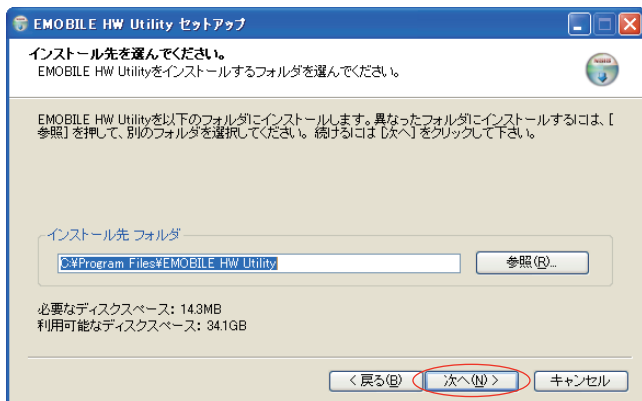 EMOBILE HW Utility セットアップ
インストール先を選んでください。
EMOBILE HW Utilityをインストールするフォルダを選んでください。
EMOBILE HW Utilityを以下のフォルダにインストールします。異なったフォルダにインストールするには、[
参照] を押して、別のフォルダを選択してください。 続けるには [次へ] をクリックして下さい。
インストール先 フォルダ
C:¥Program Files¥EMOBILE HW Utility
参照(R)...
必要なディスクスペース: 14.3MB
利用可能なディスクスペース: 34.1GB
< 戻る(B)
次へ(N) >
キャンセル